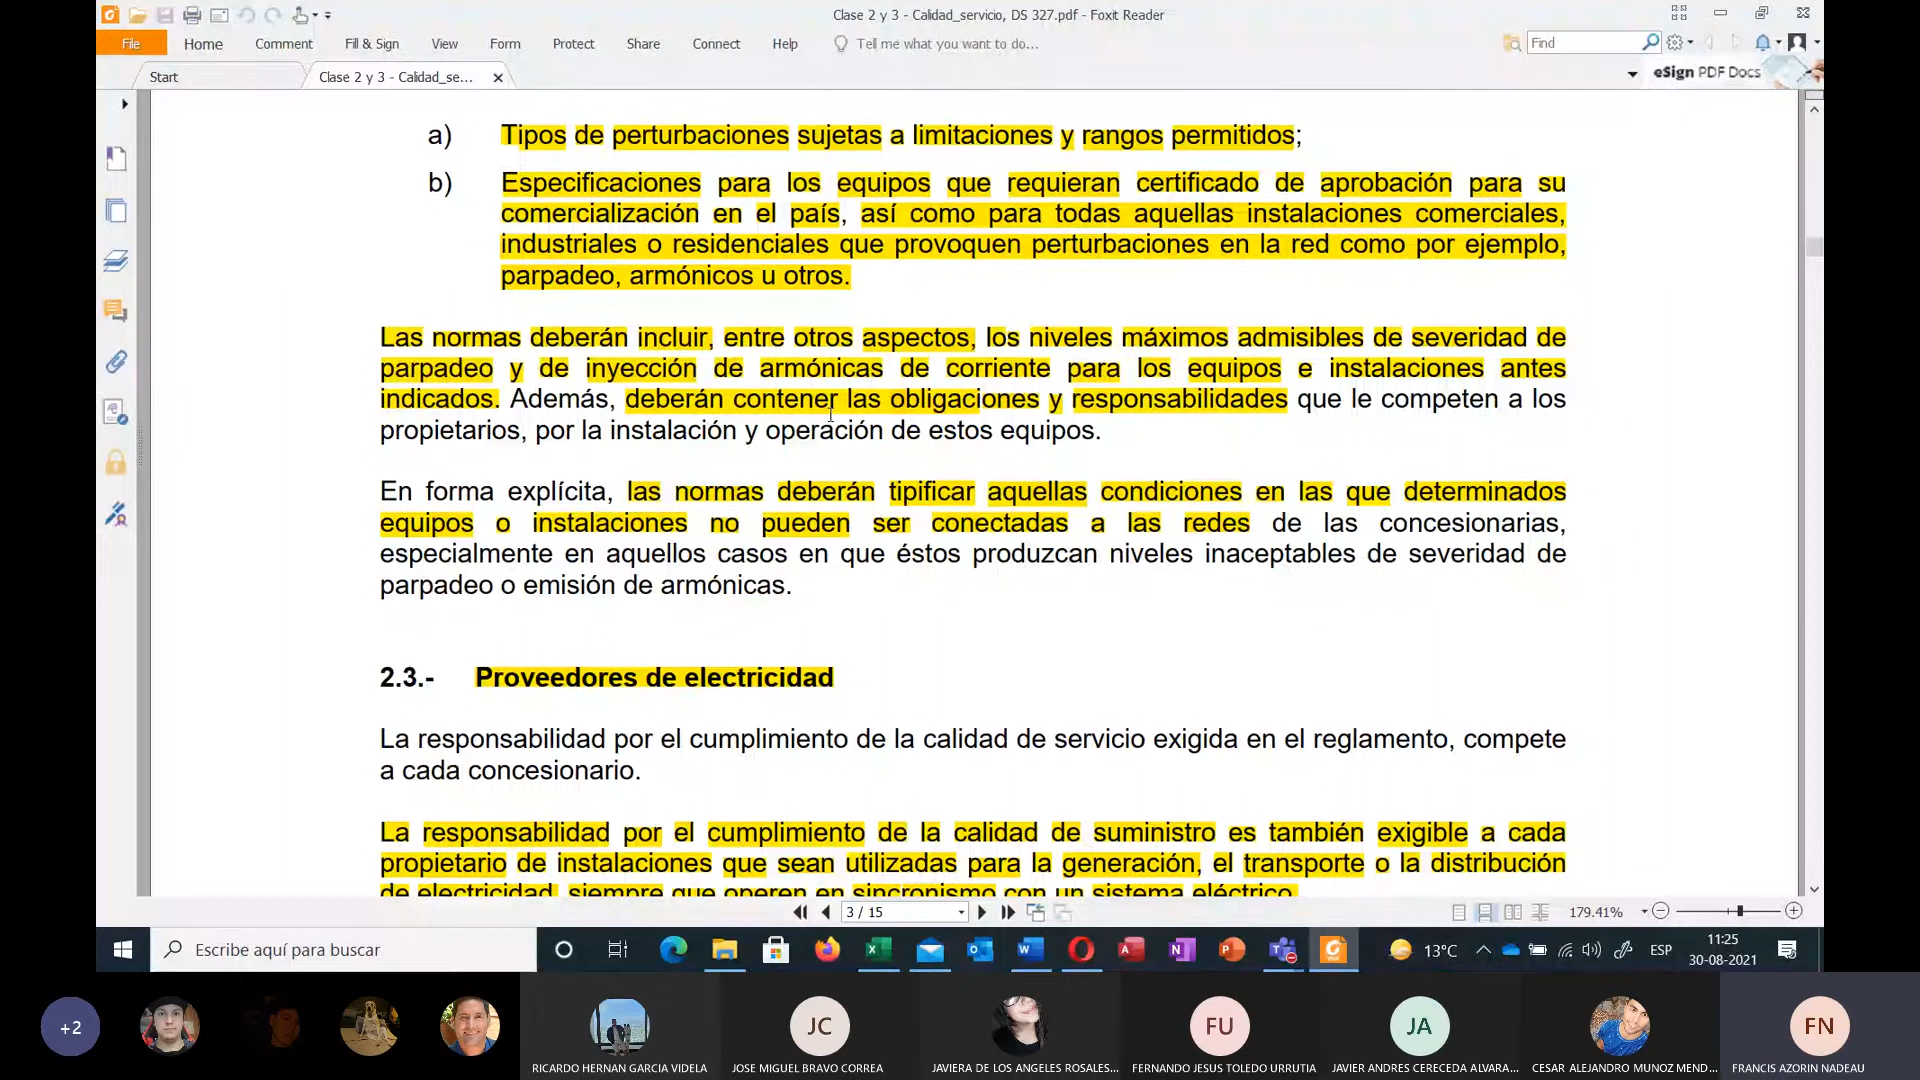 Clase 2 y 3 - Calidad_servicio, DS 327.pdf - Foxit Reader
File Home Comment Fill & Sign View Form Protect Share Connect Help Tell me what you want to do... Find
Start Clase 2 y 3 - Calidad_se... eSign PDF Docs
a) Tipos de perturbaciones sujetas a limitaciones y rangos permitidos;
b) Especificaciones para los equipos que requieran certificado de aprobación para su
comercialización en el país, así como para todas aquellas instalaciones comerciales,
industriales o residenciales que provoquen perturbaciones en la red como por ejemplo,
parpadeo, armónicos u otros.
Las normas deberán incluir, entre otros aspectos, los niveles máximos admisibles de severidad de
parpadeo y de inyección de armónicas de corriente para los equipos e instalaciones antes
indicados. Además, deberán contener las obligaciones y responsabilidades que le competen a los
propietarios, por la instalación y operación de estos equipos.
En forma explícita, las normas deberán tipificar aquellas condiciones en las que determinados
equipos o instalaciones no pueden ser conectadas a las redes de las concesionarias,
especialmente en aquellos casos en que éstos produzcan niveles inaceptables de severidad de
parpadeo o emisión de armónicas.
2.3.- Proveedores de electricidad
La responsabilidad por el cumplimiento de la calidad de servicio exigida en el reglamento, compete
a cada concesionario.
La responsabilidad por el cumplimiento de la calidad de suministro es también exigible a cada
propietario de instalaciones que sean utilizadas para la generación, el transporte o la distribución
de electricidad, siempre que operen en sincronismo con un sistema eléctrico.
3 / 15 179.41%
Escribe aquí para buscar 13°C ESP 11:25
30-08-2021
+2 JC FU JA FN
RICARDO HERNAN GARCIA VIDELA JOSE MIGUEL BRAVO CORREA JAVIERA DE LOS ANGELES ROSALES... FERNANDO JESUS TOLEDO URRUTIA JAVIER ANDRES CERECEDA ALVARA... CESAR ALEJANDRO MUNOZ MEND... FRANCIS AZORIN NADEAU